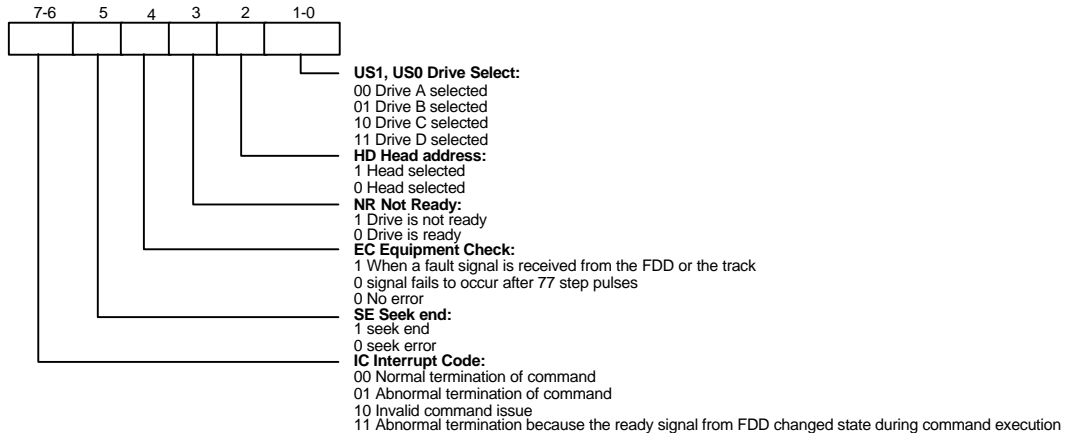 7-6 5 4 3 2 1-0
US1, US0 Drive Select:
00 Drive A selected
01 Drive B selected
10 Drive C selected
11 Drive D selected
HD Head address:
1 Head selected
0 Head selected
NR Not Ready:
1 Drive is not ready
0 Drive is ready
EC Equipment Check:
1 When a fault signal is received from the FDD or the track
0 signal fails to occur after 77 step pulses
0 No error
SE Seek end:
1 seek end
0 seek error
IC Interrupt Code:
00 Normal termination of command
01 Abnormal termination of command
10 Invalid command issue
11 Abnormal termination because the ready signal from FDD changed state during command execution